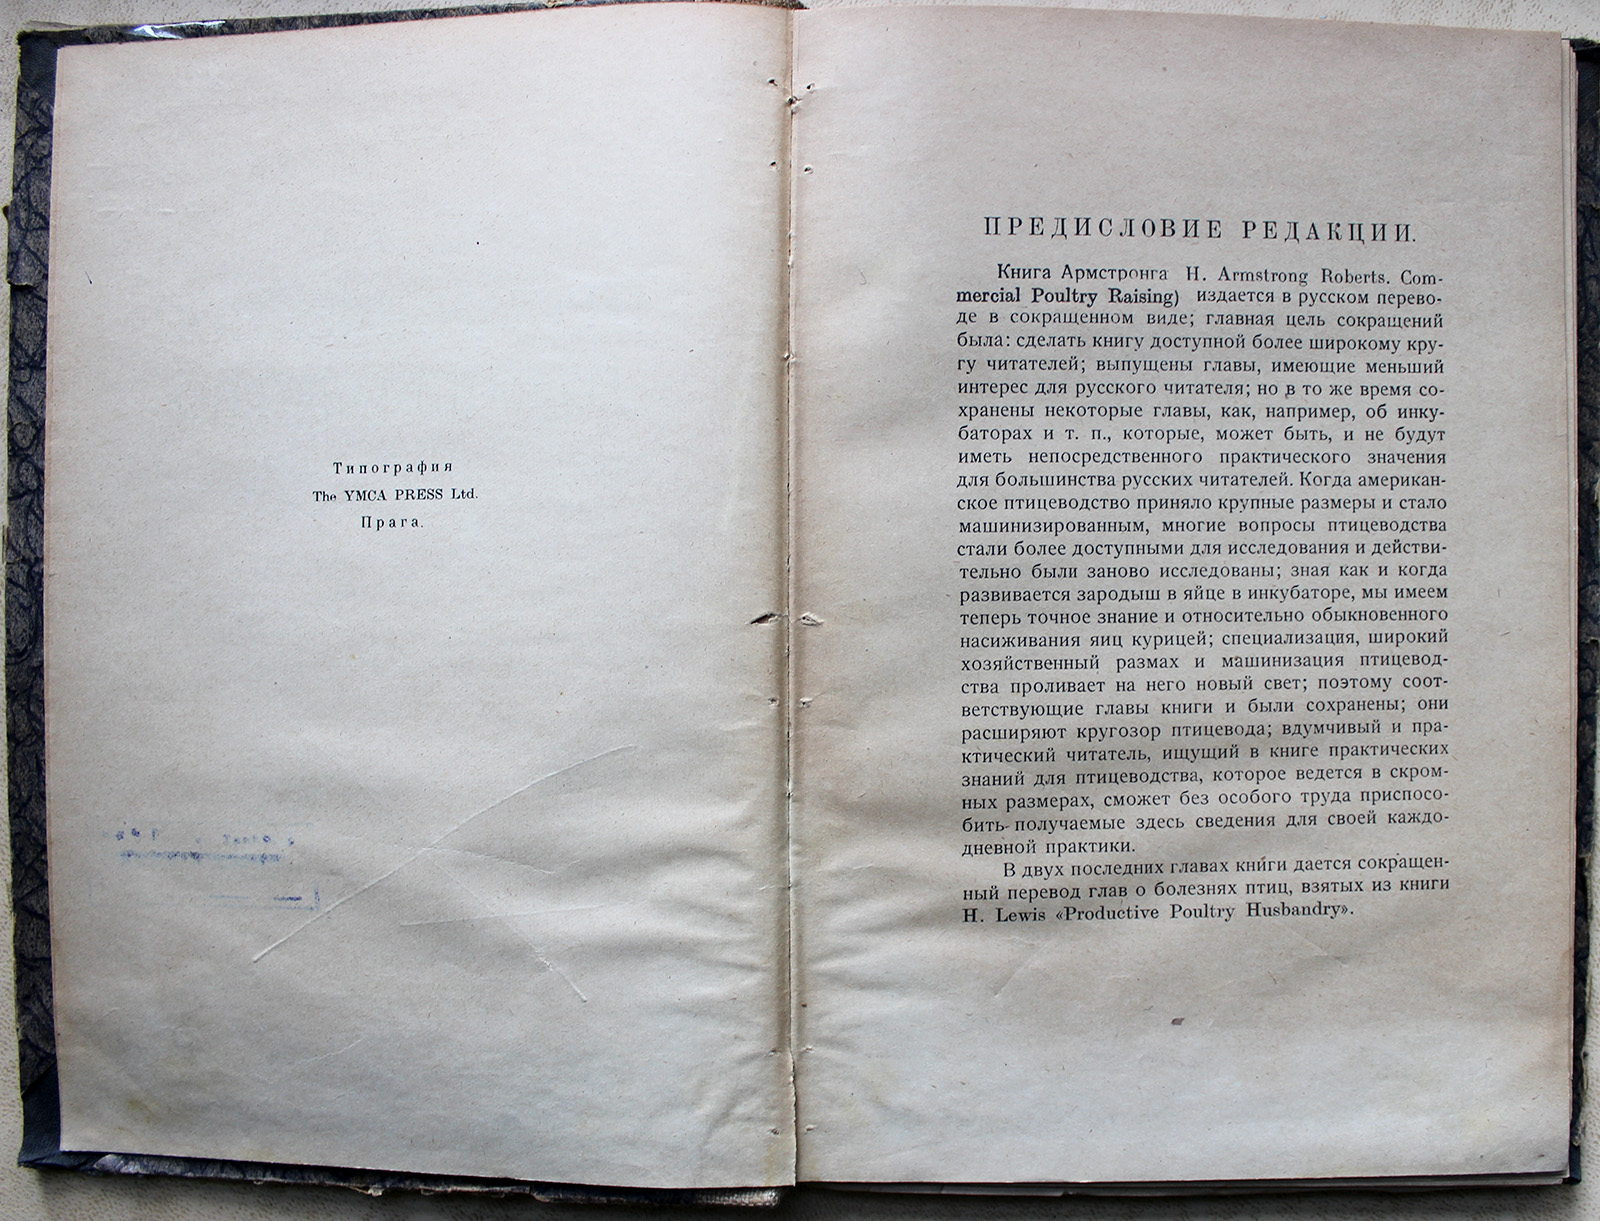 Типография
The YMCA PRESS Ltd.
Прага.
ПРЕДИСЛОВИЕ РЕДАКЦИИ.
Книга Армстронга H. Armstrong Roberts. Com-
mercial Poultry Raising) издается в русском перево-
де в сокращенном виде; главная цель сокращений
была: сделать книгу доступной более широкому кру-
гу читателей; выпущены главы, имеющие меньший
интерес для русского читателя; но в то же время со-
хранены некоторые главы, как, например, об инку-
баторах и т. п., которые, может быть, и не будут
иметь непосредственного практического значения
для большинства русских читателей. Когда американ-
ское птицеводство приняло крупные размеры и стало
машинизированным, многие вопросы птицеводства
стали более доступными для исследования и действи-
тельно были заново исследованы; зная как и когда
развивается зародыш в яйце в инкубаторе, мы имеем
теперь точное знание и относительно обыкновенного
насиживания яиц курицей; специализация, широкий
хозяйственный размах и машинизация птицевод-
ства проливает на него новый свет; поэтому соот-
ветствующие главы книги и были сохранены; они
расширяют кругозор птицевода; вдумчивый и пра-
ктический читатель, ищущий в книге практических
знаний для птицеводства, которое ведется в скром-
ных размерах, сможет без особого труда приспосо-
бить получаемые здесь сведения для своей каждо-
дневной практики.
В двух последних главах книги дается сокращен-
ный перевод глав о болезнях птиц, взятых из книги
H. Lewis «Productive Poultry Husbandry».